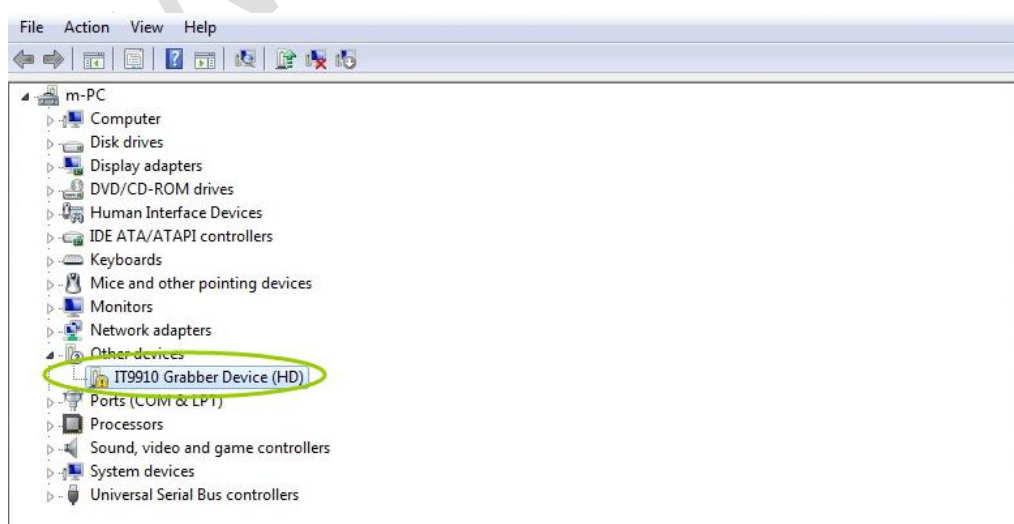 File Action View Help
m-PC
Computer
Disk drives
Display adapters
DVD/CD-ROM drives
Human Interface Devices
IDE ATA/ATAPI controllers
Keyboards
Mice and other pointing devices
Monitors
Network adapters
Other devices
IT9910 Grabber Device (HD)
Ports (COM & LPT)
Processors
Sound, video and game controllers
System devices
Universal Serial Bus controllers